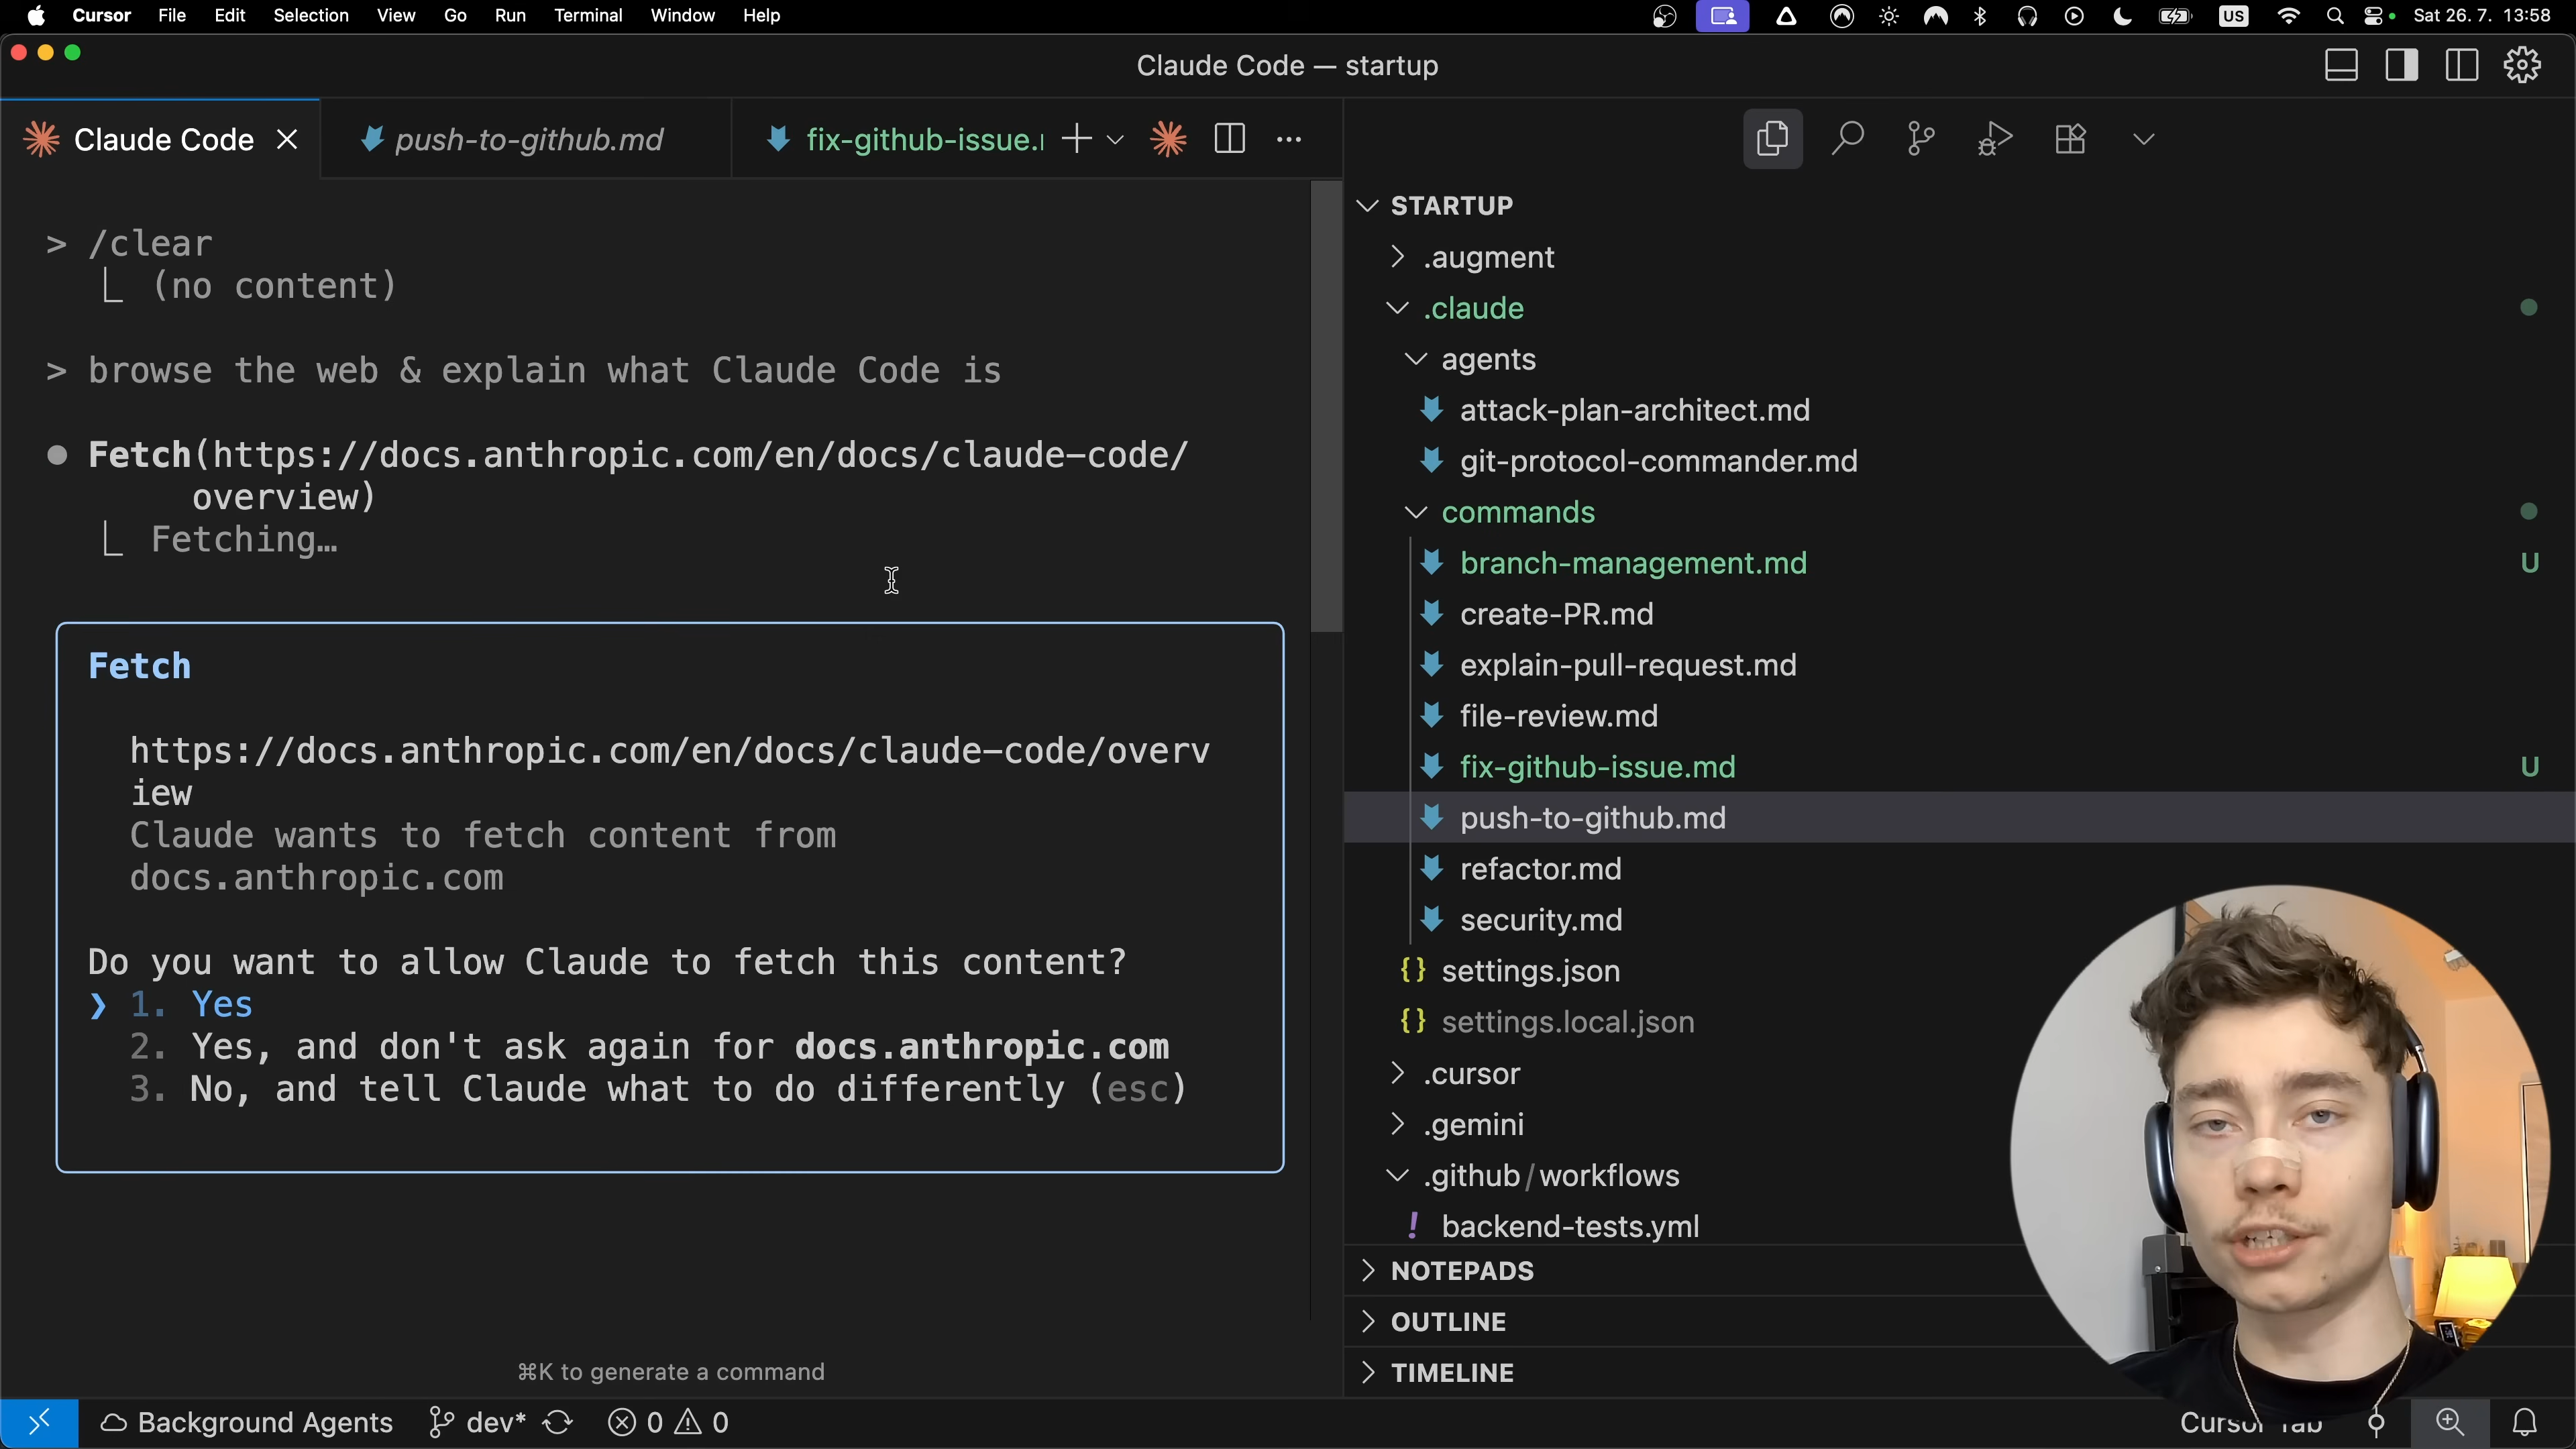 Cursor File Edit Selection View Go Run Terminal Window Help US Sat 26. 7. 13:58
Claude Code — startup
Claude Code push-to-github.md fix-github-issue.
> /clear
(no content)
> browse the web & explain what Claude Code is
Fetch(https://docs.anthropic.com/en/docs/claude-code/
overview)
Fetching…
Fetch
https://docs.anthropic.com/en/docs/claude-code/overv
iew
Claude wants to fetch content from
docs.anthropic.com
Do you want to allow Claude to fetch this content?
❯ 1. Yes
2. Yes, and don't ask again for docs.anthropic.com
3. No, and tell Claude what to do differently (esc)
⌘K to generate a command
STARTUP
.augment
.claude
agents
attack-plan-architect.md
git-protocol-commander.md
commands
branch-management.md U
create-PR.md
explain-pull-request.md
file-review.md
fix-github-issue.md U
push-to-github.md
refactor.md
security.md
{} settings.json
{} settings.local.json
.cursor
.gemini
.github/workflows
! backend-tests.yml
NOTEPADS
OUTLINE
TIMELINE
Background Agents dev* 0 0 Cursor Tab